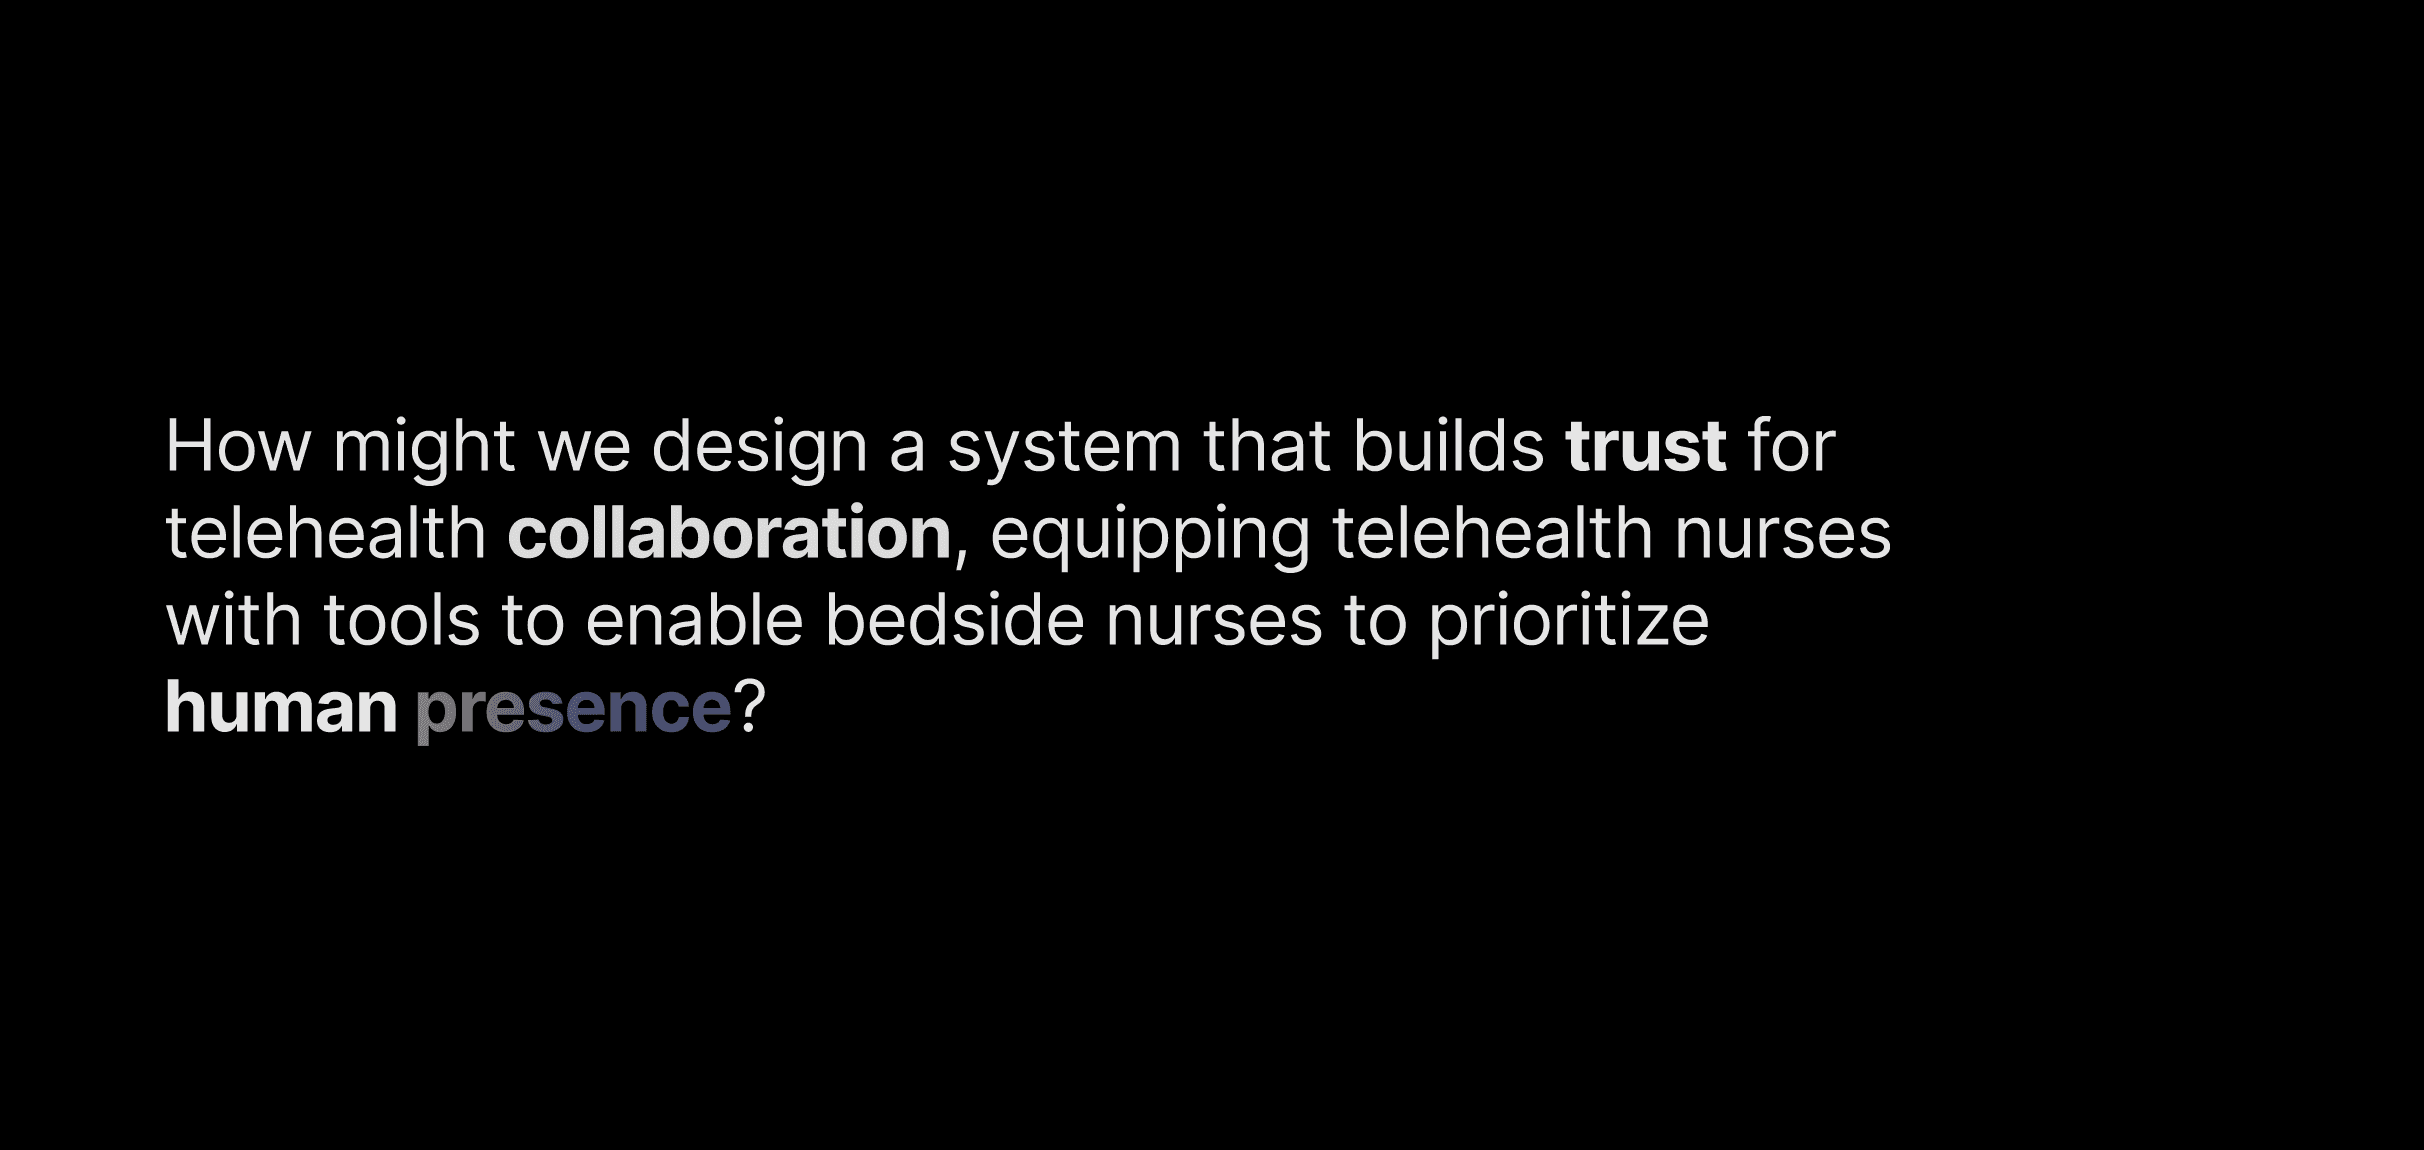 How might we design a system that builds trust for
telehealth collaboration, equipping telehealth nurses
with tools to enable bedside nurses to prioritize
human presence?